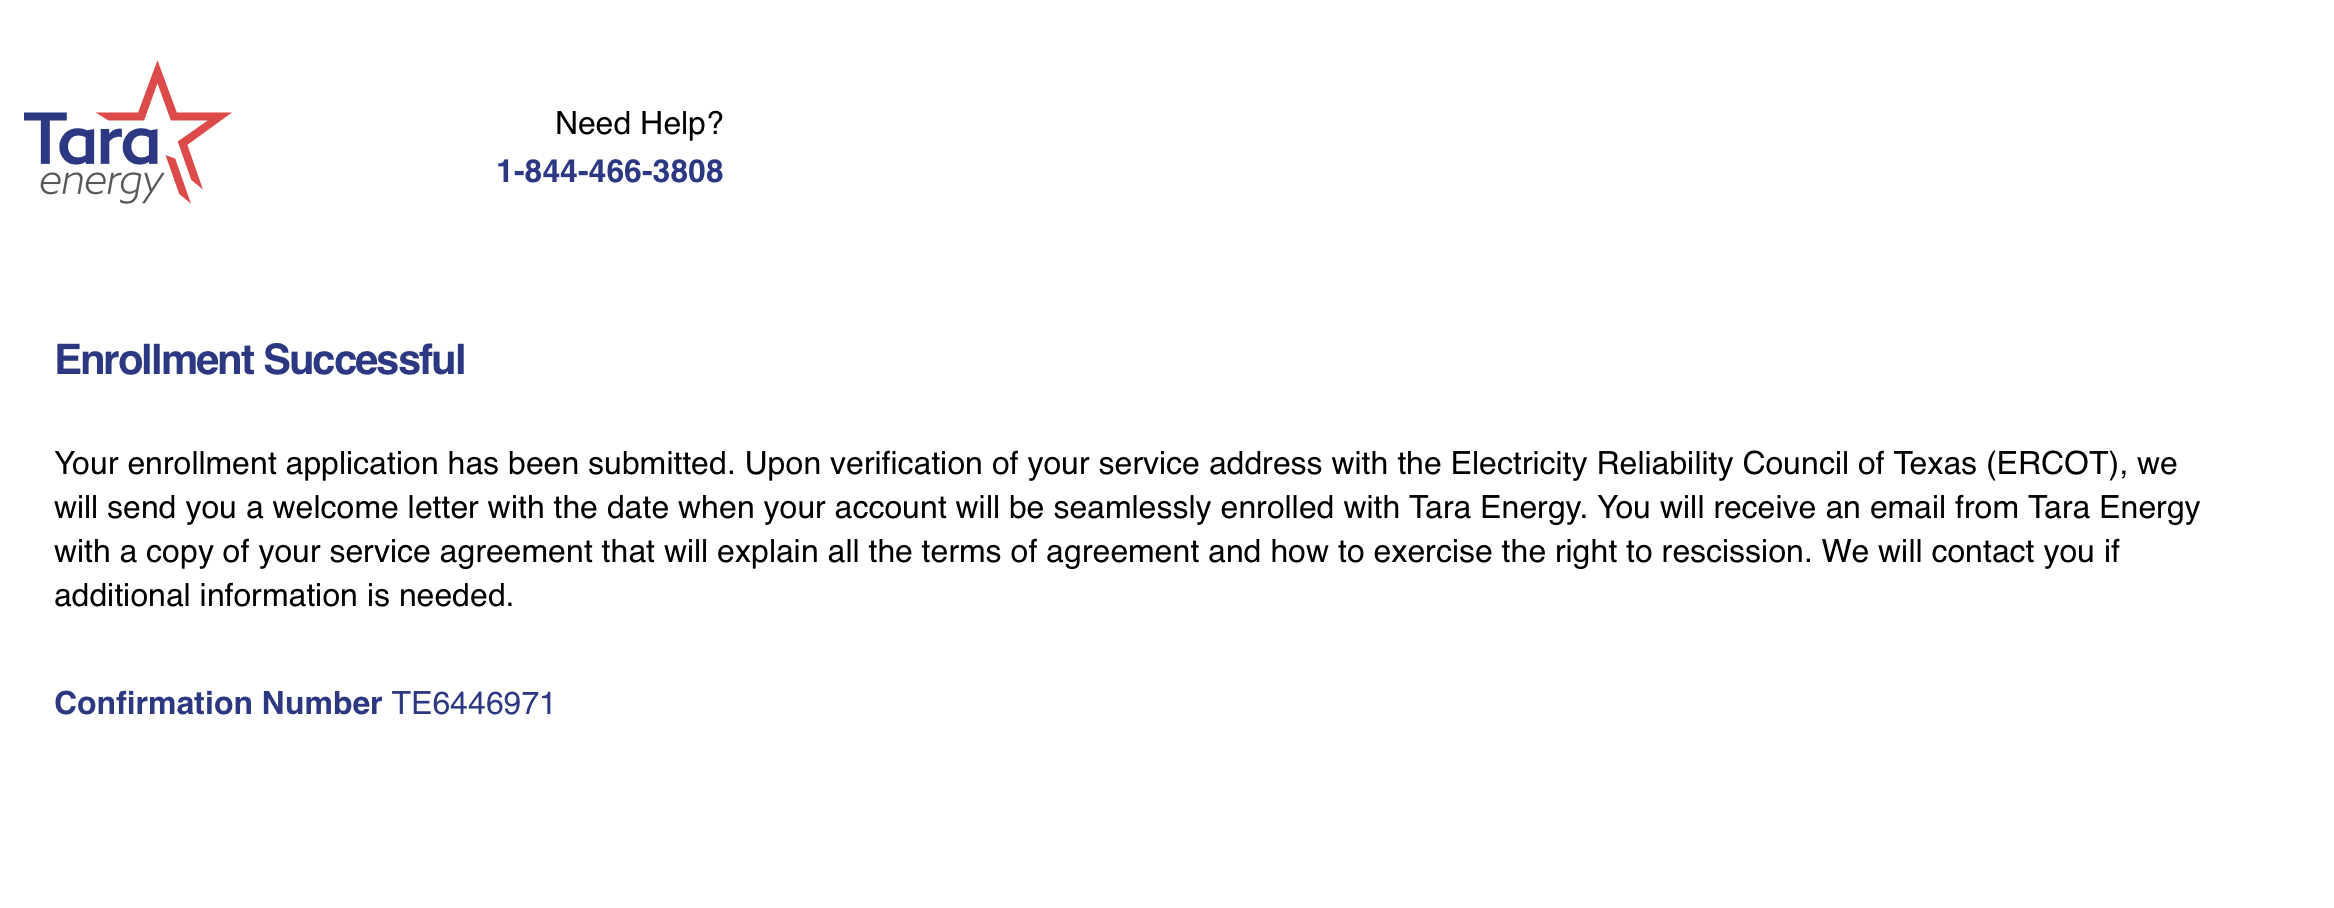 Tara
energy
Need Help?
1-844-466-3808
Enrollment Successful
Your enrollment application has been submitted. Upon verification of your service address with the Electricity Reliability Council of Texas (ERCOT), we
will send you a welcome letter with the date when your account will be seamlessly enrolled with Tara Energy. You will receive an email from Tara Energy
with a copy of your service agreement that will explain all the terms of agreement and how to exercise the right to rescission. We will contact you if
additional information is needed.
Confirmation Number TE6446971